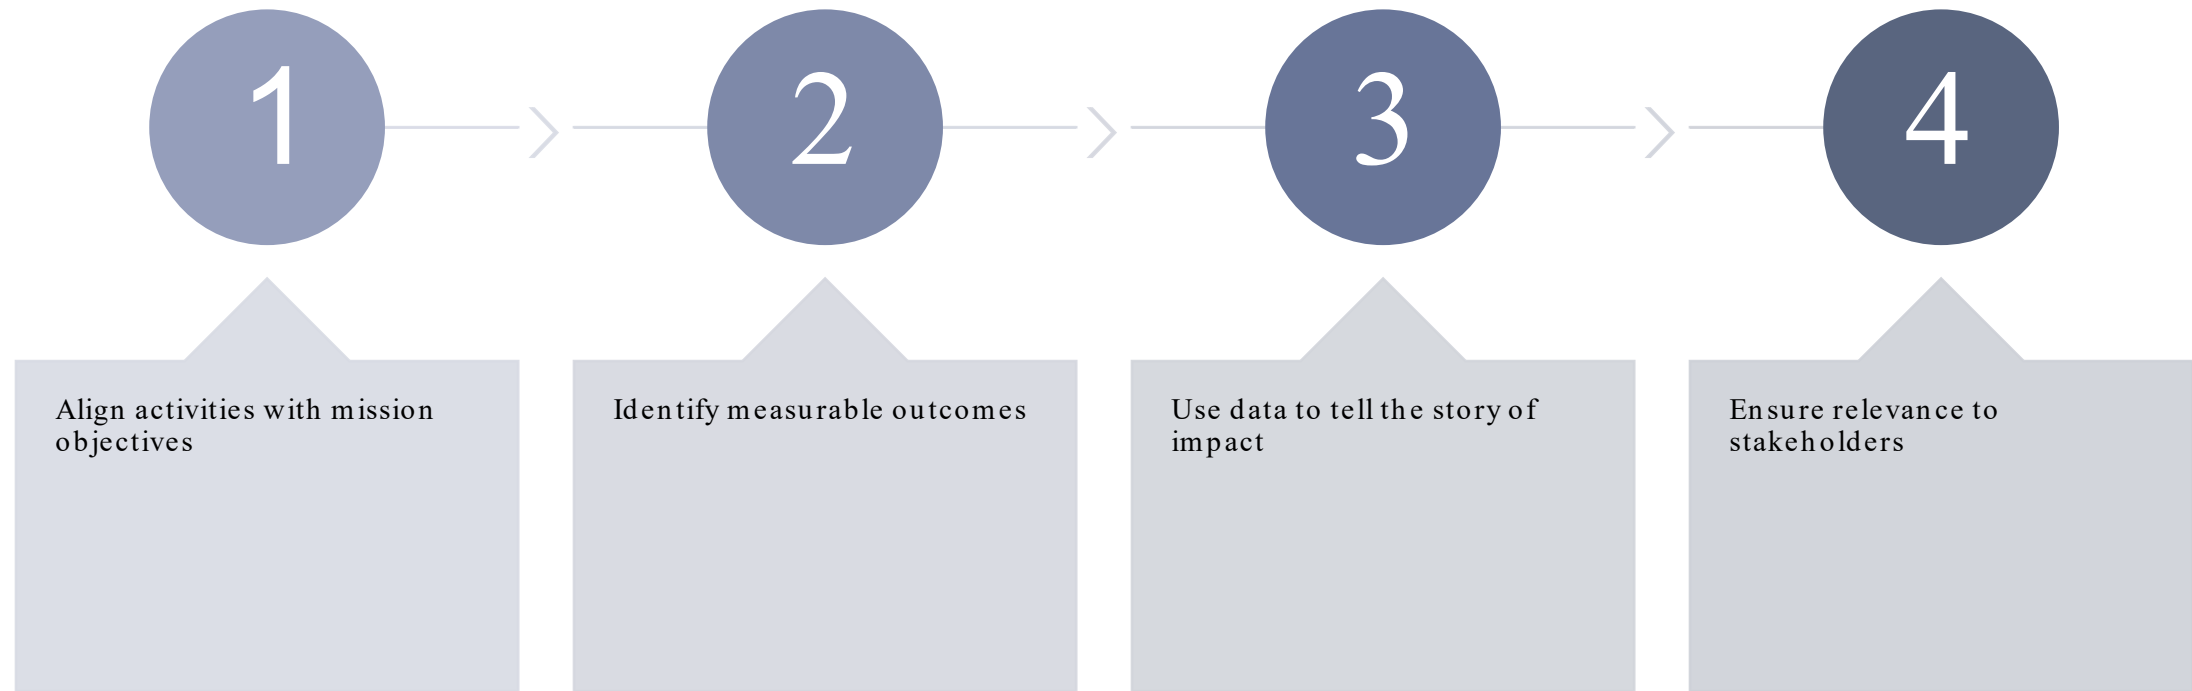 1
2
3
4
Align activities with mission
objectives
Identify measurable outcomes
Use data to tell the story of
impact
Ensure relevance to
stakeholders